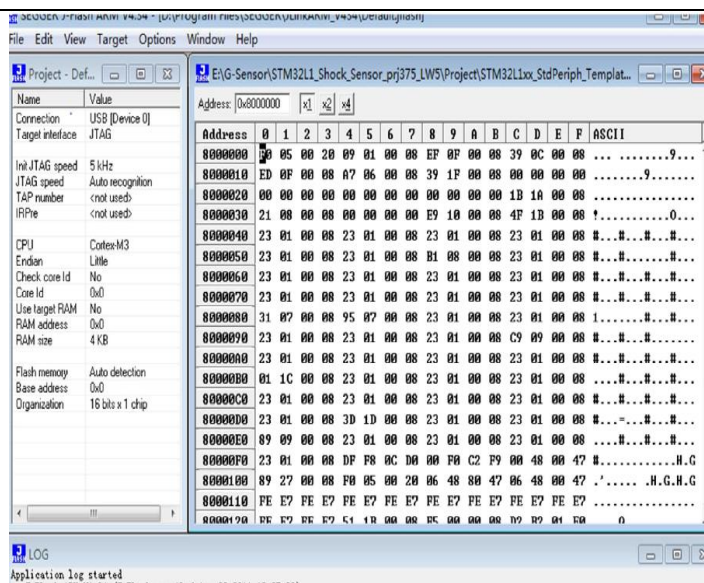 SEGGER J-Flash ARM V4.34 - [D:\Program Files\SEGGER\JLinkARM_V434\Default.jflash]
File Edit View Target Options Window Help
Project - Def...
Name Value
Connection USB [Device 0]
Target interface JTAG
Init JTAG speed 5 kHz
JTAG speed Auto recognition
TAP number <not used>
IRPre <not used>
CPU Cortex-M3
Endian Little
Check core Id No
Core Id 0x0
Use target RAM No
RAM address 0x0
RAM size 4 KB
Flash memory Auto detection
Base address 0x0
Organization 16 bits x 1 chip
E:\G-Sensor\STM32L1_Shock_Sensor_prj375_LW5\Project\STM32L1xx_StdPeriph_Templat...
Address: 0x8000000 x1 x2 x4
Address 0 1 2 3 4 5 6 7 8 9 A B C D E F ASCII
8000000 F0 05 00 20 09 01 00 08 EF 0F 00 08 39 0C 00 08 ... ........9...
8000010 ED 0F 00 08 A7 06 00 08 39 1F 00 08 00 00 00 00 ........9.......
8000020 00 00 00 00 00 00 00 00 00 00 00 00 1B 1A 00 08 ................
8000030 21 08 00 08 00 00 00 00 E9 10 00 08 4F 1B 00 08 !...........O...
8000040 23 01 00 08 23 01 00 08 23 01 00 08 23 01 00 08 #...#...#...#...
8000050 23 01 00 08 23 01 00 08 B1 08 00 08 23 01 00 08 #...#.......#...
8000060 23 01 00 08 23 01 00 08 23 01 00 08 23 01 00 08 #...#...#...#...
8000070 23 01 00 08 23 01 00 08 23 01 00 08 23 01 00 08 #...#...#...#...
8000080 31 07 00 08 95 07 00 08 23 01 00 08 23 01 00 08 1.......#...#...
8000090 23 01 00 08 23 01 00 08 23 01 00 08 C9 09 00 08 #...#...#.......
80000A0 23 01 00 08 23 01 00 08 23 01 00 08 23 01 00 08 #...#...#...#...
80000B0 01 1C 00 08 23 01 00 08 23 01 00 08 23 01 00 08 ....#...#...#...
80000C0 23 01 00 08 23 01 00 08 23 01 00 08 23 01 00 08 #...#...#...#...
80000D0 23 01 00 08 3D 1D 00 08 23 01 00 08 23 01 00 08 #...=...#...#...
80000E0 89 09 00 08 23 01 00 08 23 01 00 08 23 01 00 08 ....#...#...#...
80000F0 23 01 00 08 DF F8 0C D0 00 F0 C2 F9 00 48 00 47 #............H.G
8000100 89 27 00 08 F0 05 00 20 06 48 80 47 06 48 00 47 .'..... .H.G.H.G
8000110 FE E7 FE E7 FE E7 FE E7 FE E7 FE E7 FE E7 FE E7 ................
8000120 FE E7 FE E7 51 1B 00 08 F5 00 00 08
LOG
Application log started